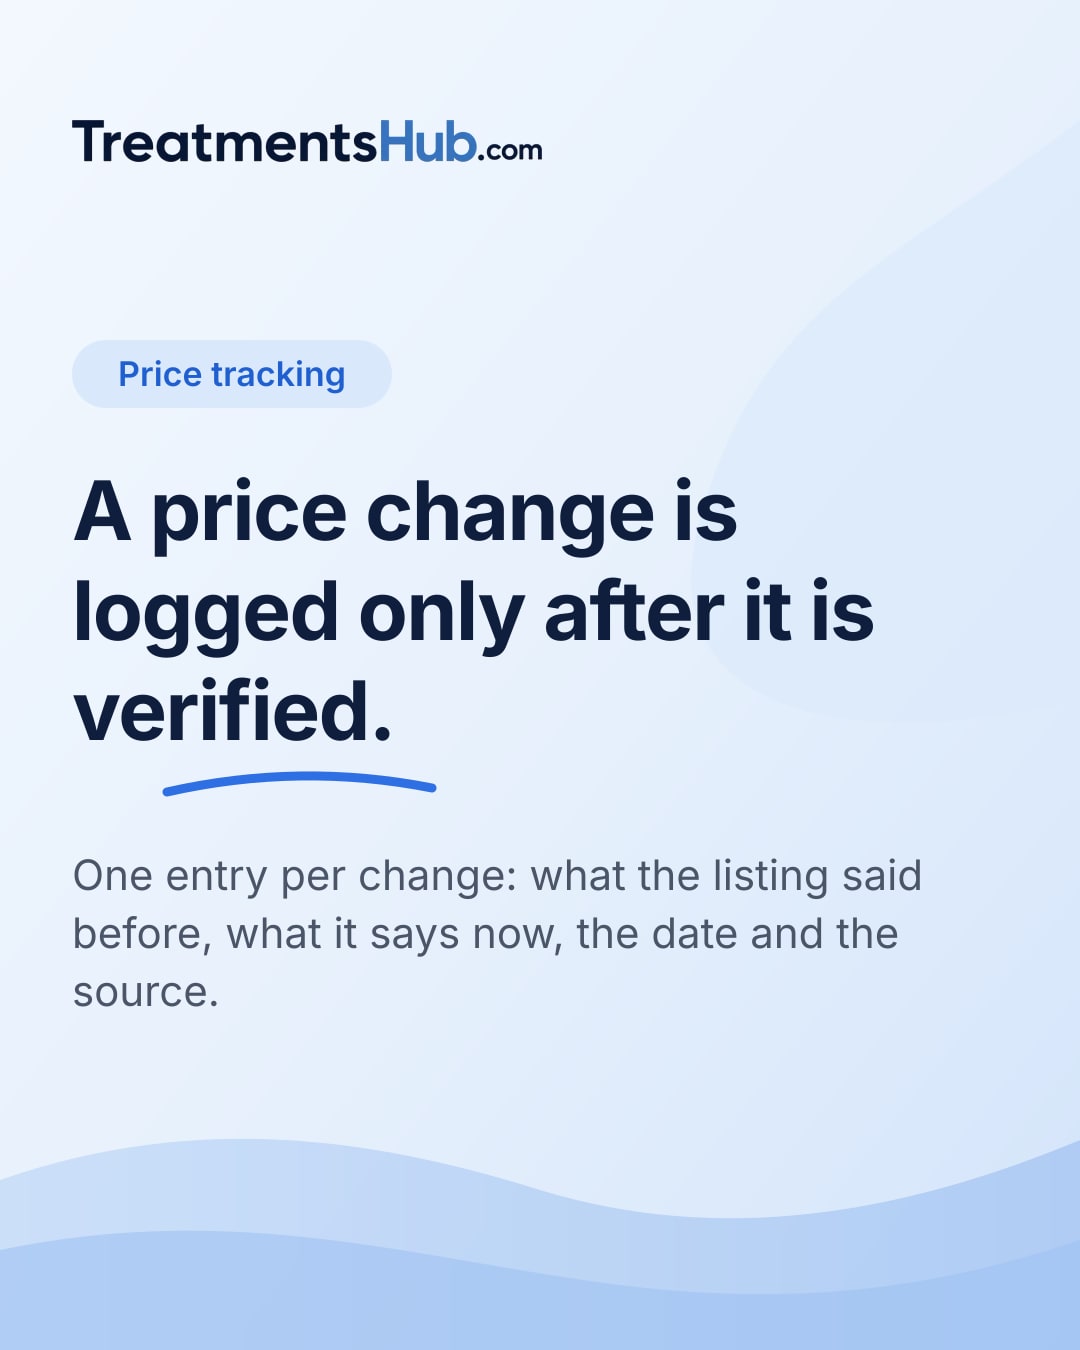 TreatmentsHub.com
Price tracking
A price change is
logged only after it is
verified.
One entry per change: what the listing said
before, what it says now, the date and the
source.